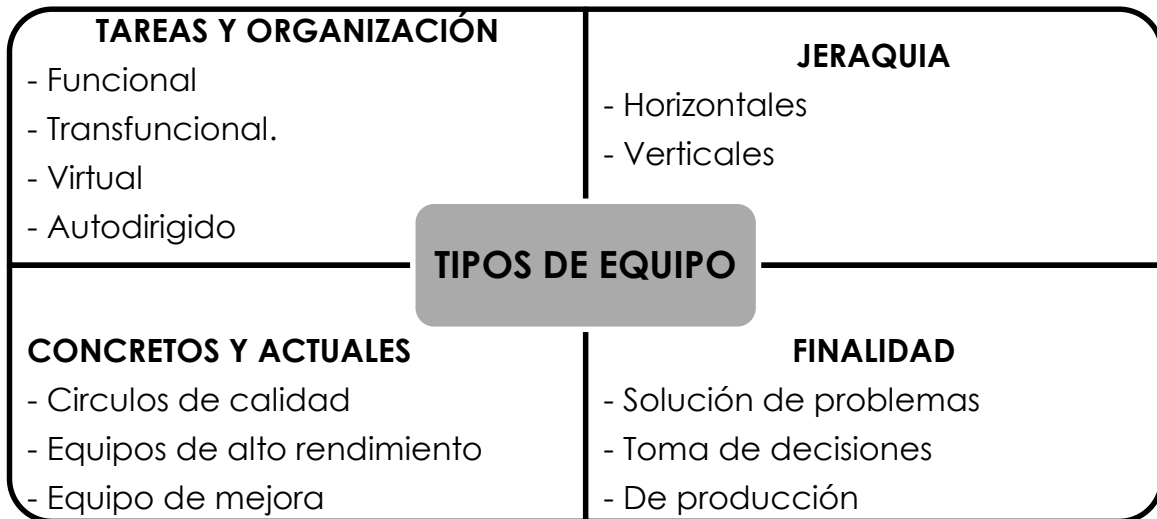 TAREAS Y ORGANIZACIÓN
- Funcional
- Transfuncional.
- Virtual
- Autodirigido
JERAQUIA
- Horizontales
- Verticales
TIPOS DE EQUIPO
CONCRETOS Y ACTUALES
- Circulos de calidad
- Equipos de alto rendimiento
- Equipo de mejora
FINALIDAD
- Solución de problemas
- Toma de decisiones
- De producción